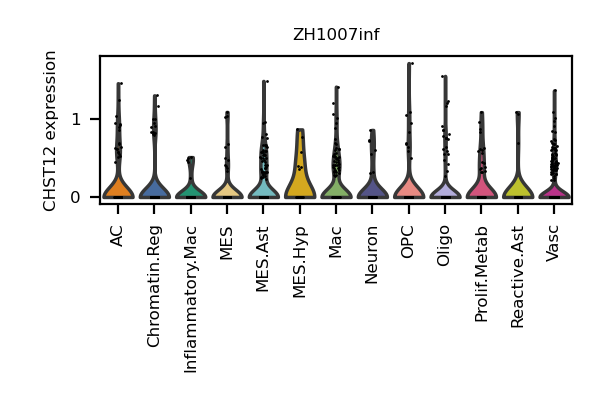 ZH1007inf
CHST12 expression
1
0
AC
Chromatin.Reg
Inflammatory.Mac
MES
MES.Ast
MES.Hyp
Mac
Neuron
OPC
Oligo
Prolif.Metab
Reactive.Ast
Vasc